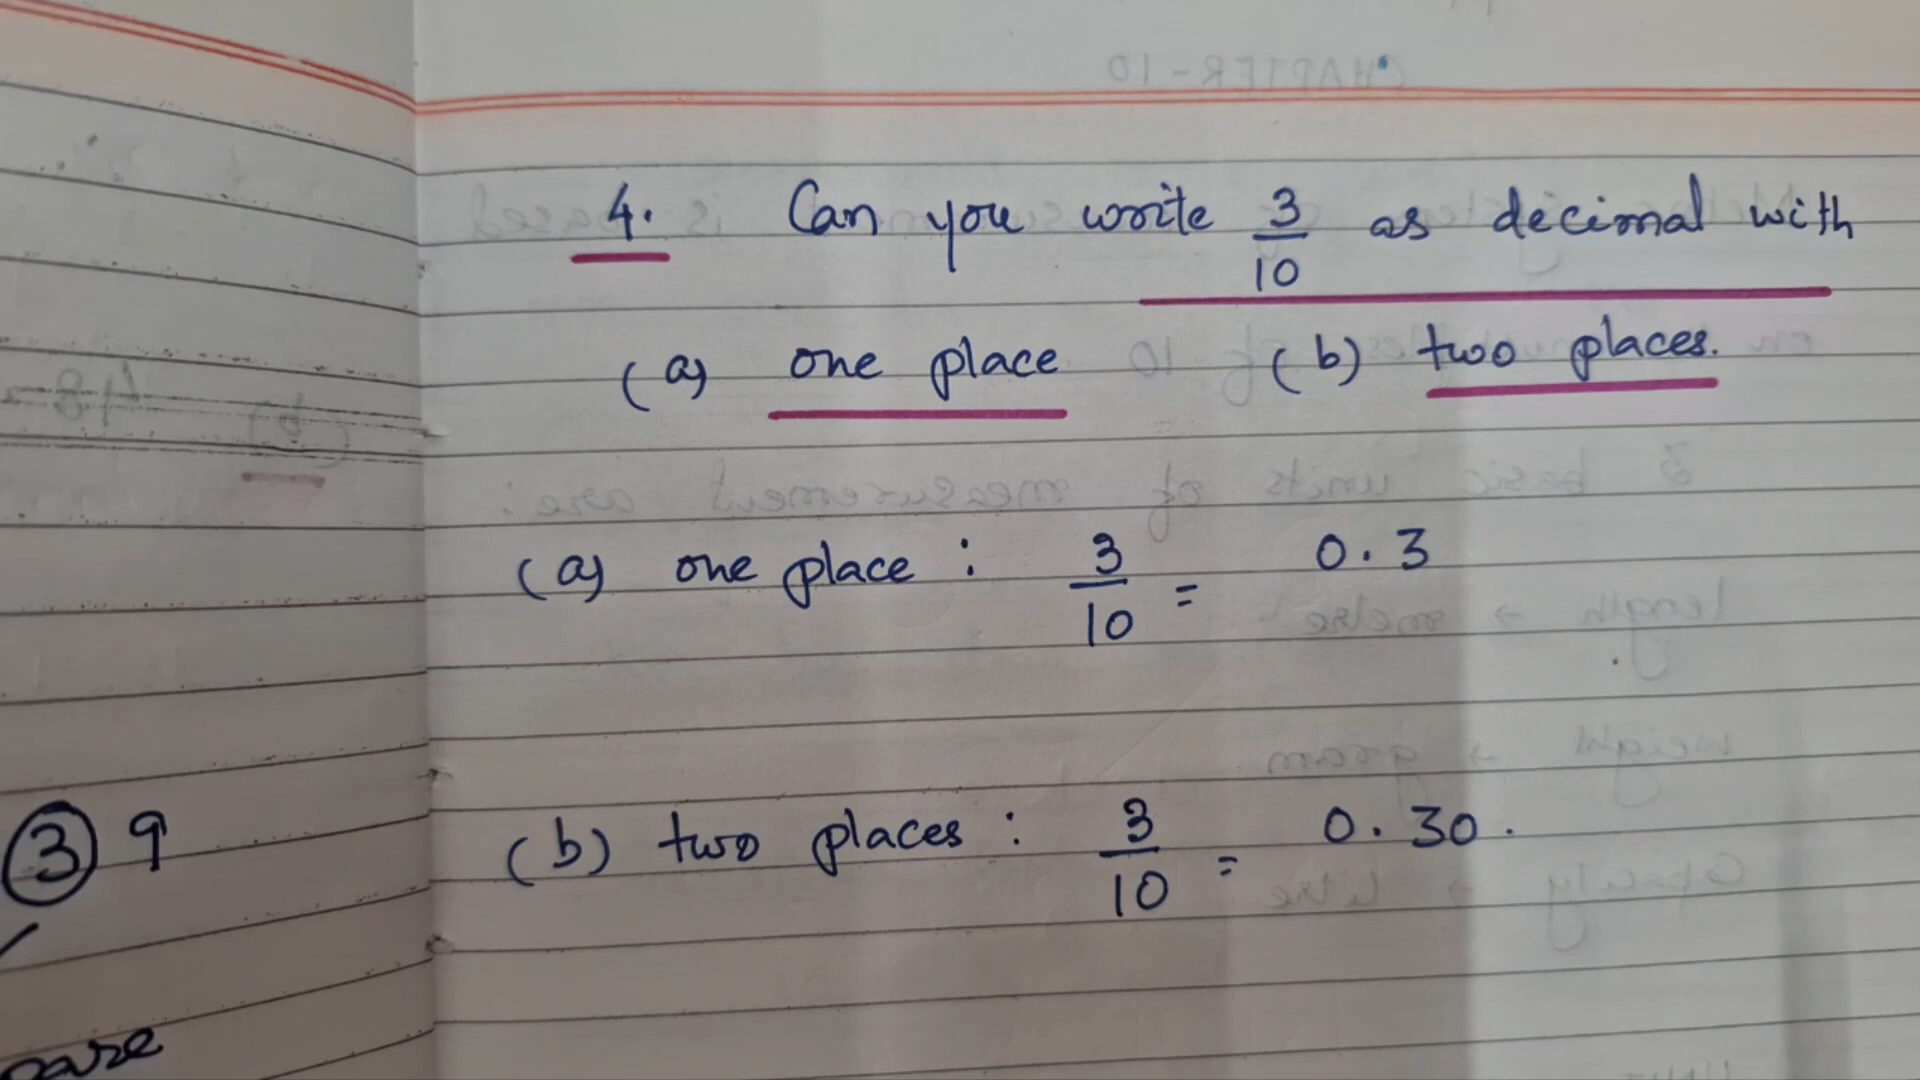 4. Can you write 3/10 as decimal with
(a) one place (b) two places.
(a) one place : 3/10 = 0.3
(b) two places : 3/10 = 0.30.
③ 9